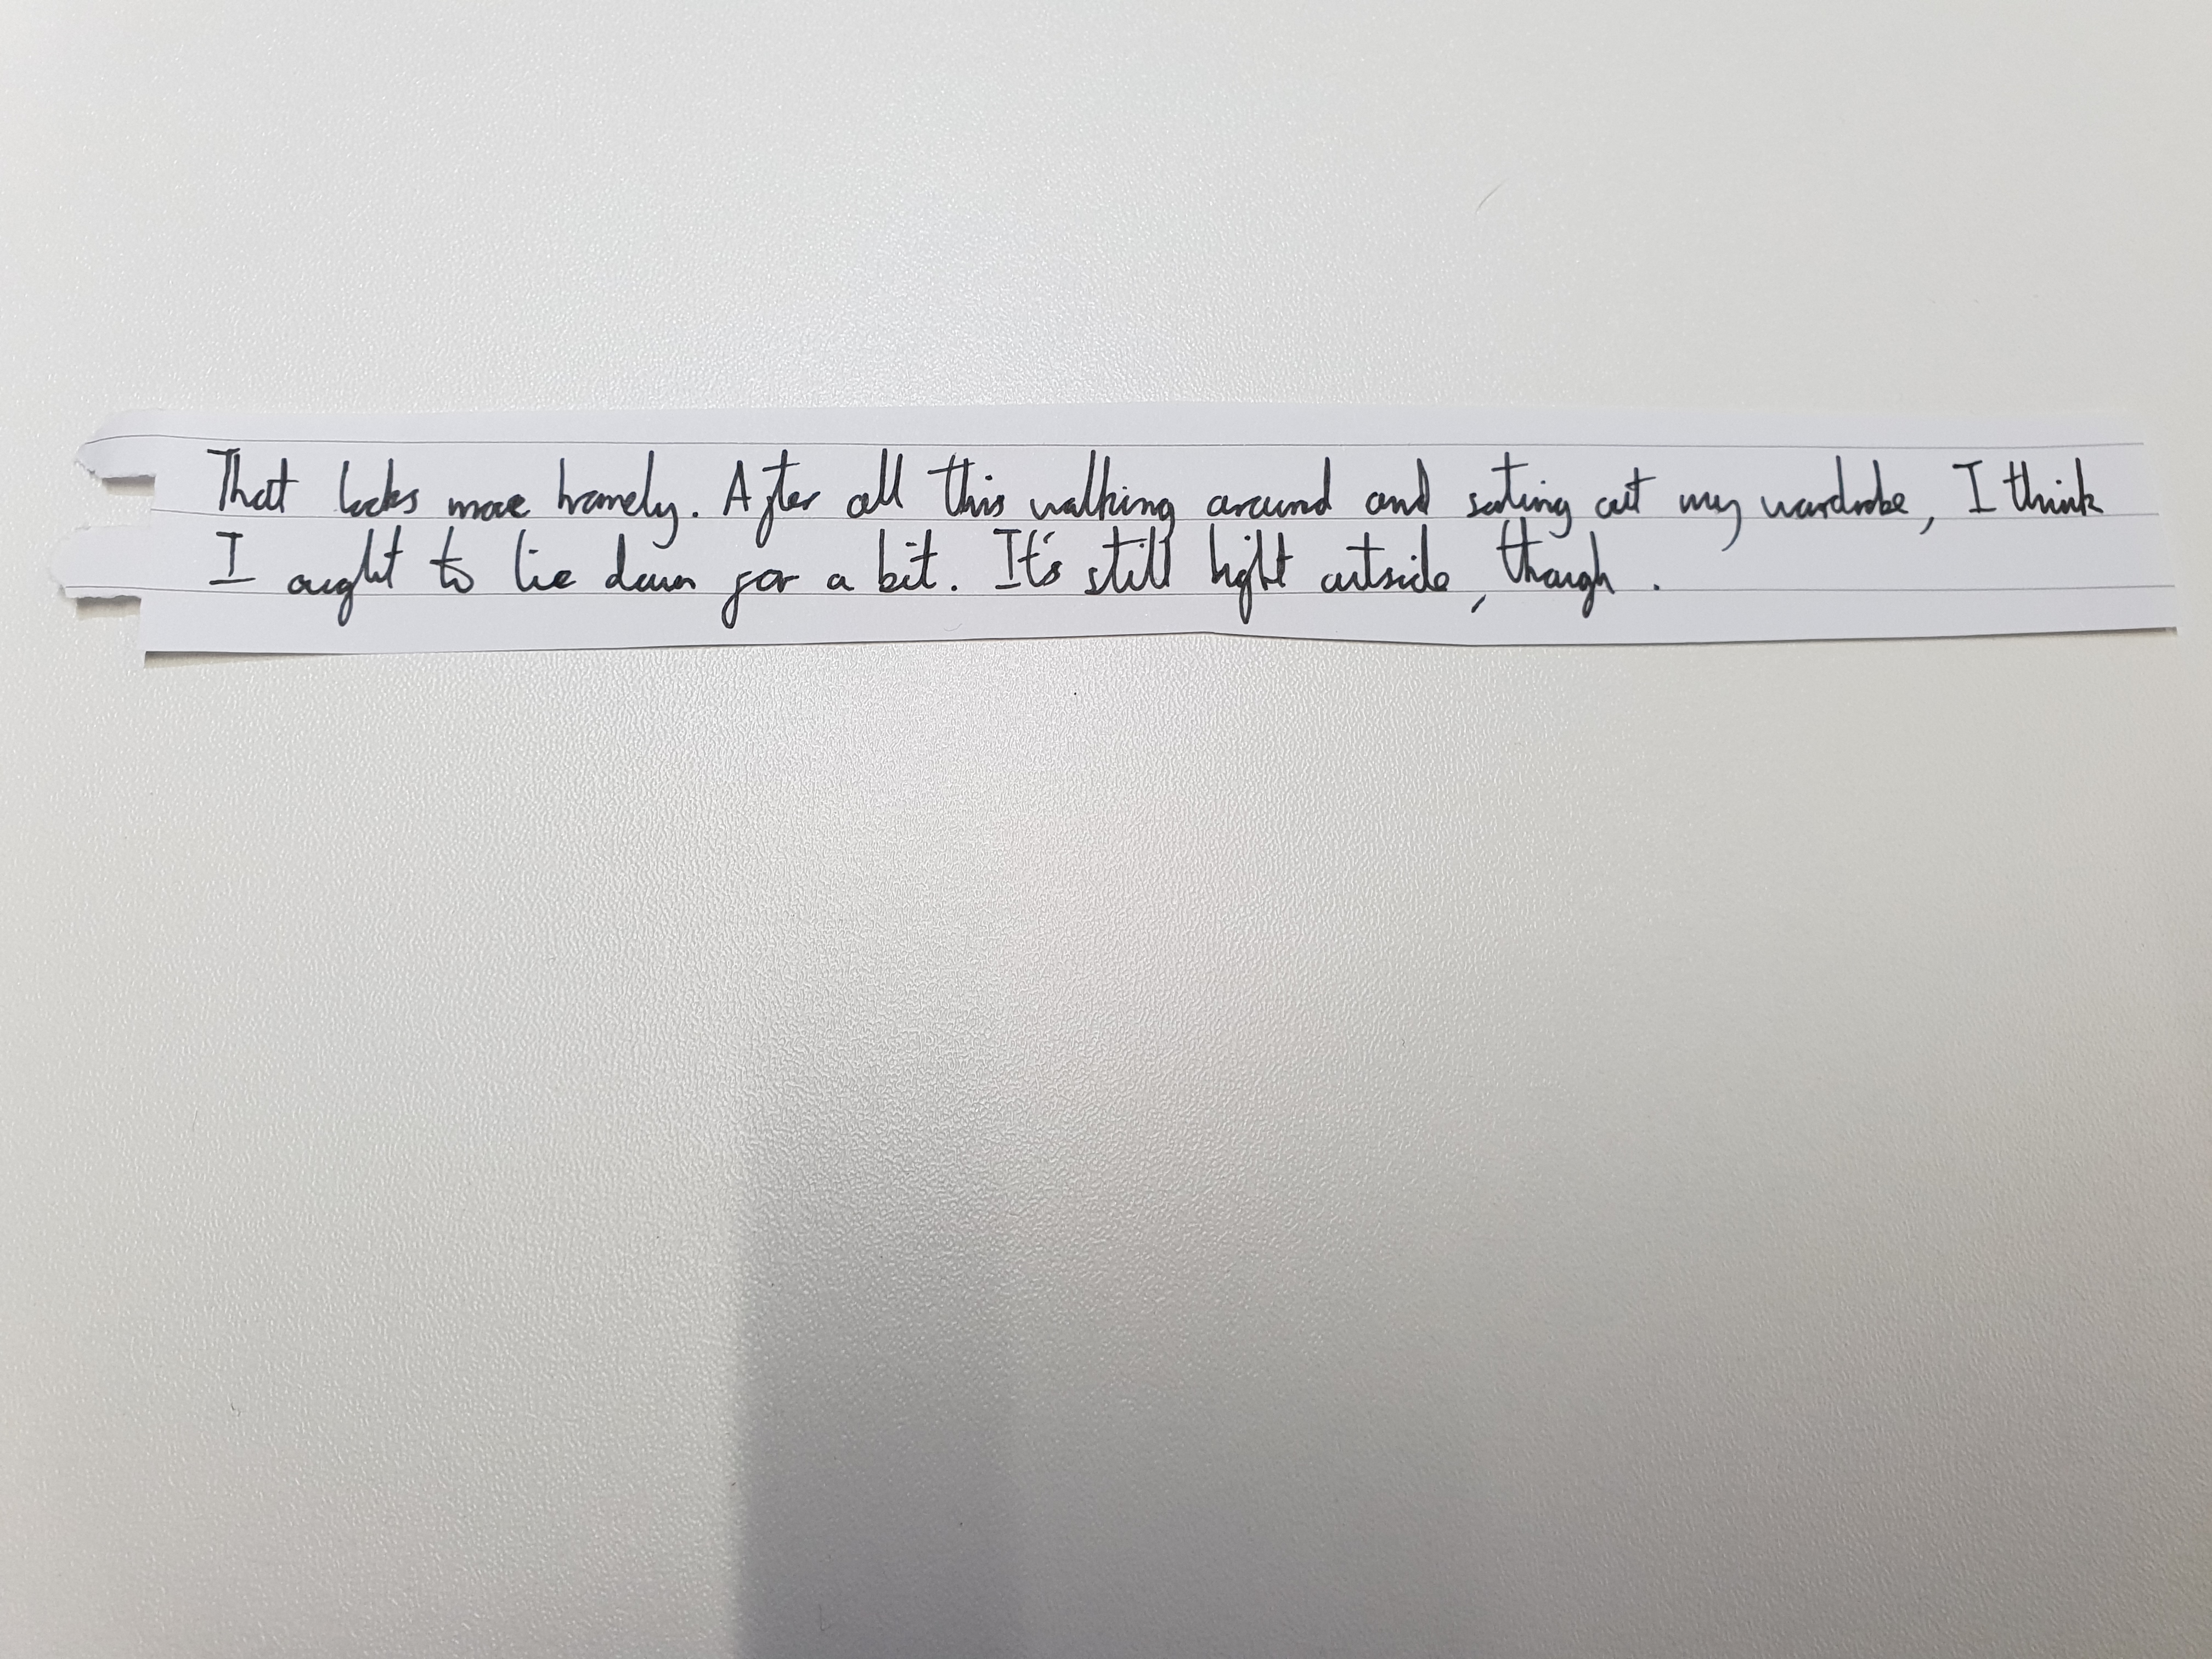 That looks more homely. After all this walking around and sorting out my wardrobe, I think
I ought to lie down for a bit. It's still light outside, though.